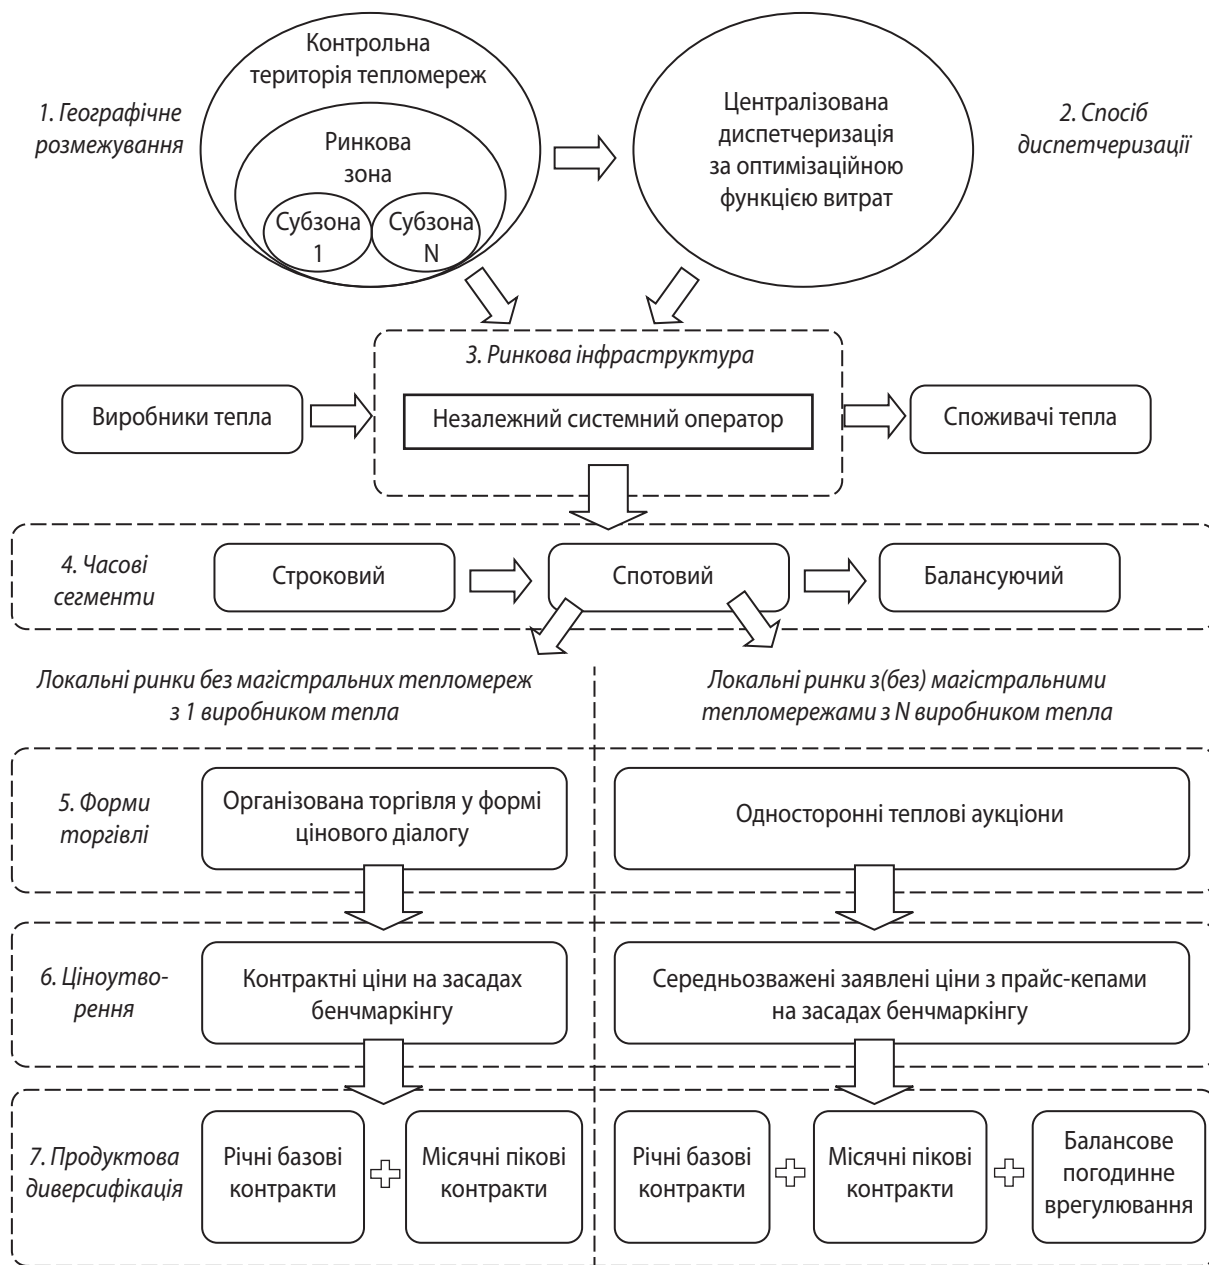 Контрольна
територія тепломереж
1. Географічне
розмежування
Ринкова
зона
Субзона
1
Субзона
N
Централізована
диспетчеризація
за оптимізаційною
функцією витрат
2. Спосіб
диспетчеризації
3. Ринкова інфраструктура
Виробники тепла
Незалежний системний оператор
Споживачі тепла
4. Часові
сегменти
Строковий
Спотовий
Балансуючий
Локальні ринки без магістральних тепломереж
з 1 виробником тепла
Локальні ринки з(без) магістральними
тепломережами з N виробником тепла
5. Форми
торгівлі
Організована торгівля у формі
цінового діалогу
Односторонні теплові аукціони
6. Ціноутво-
рення
Контрактні ціни на засадах
бенчмаркінгу
Середньозважені заявлені ціни з прайс-кепами
на засадах бенчмаркінгу
7. Продуктова
диверсифікація
Річні базові
контракти
Місячні пікові
контракти
Річні базові
контракти
Місячні пікові
контракти
Балансове
погодинне
врегулювання